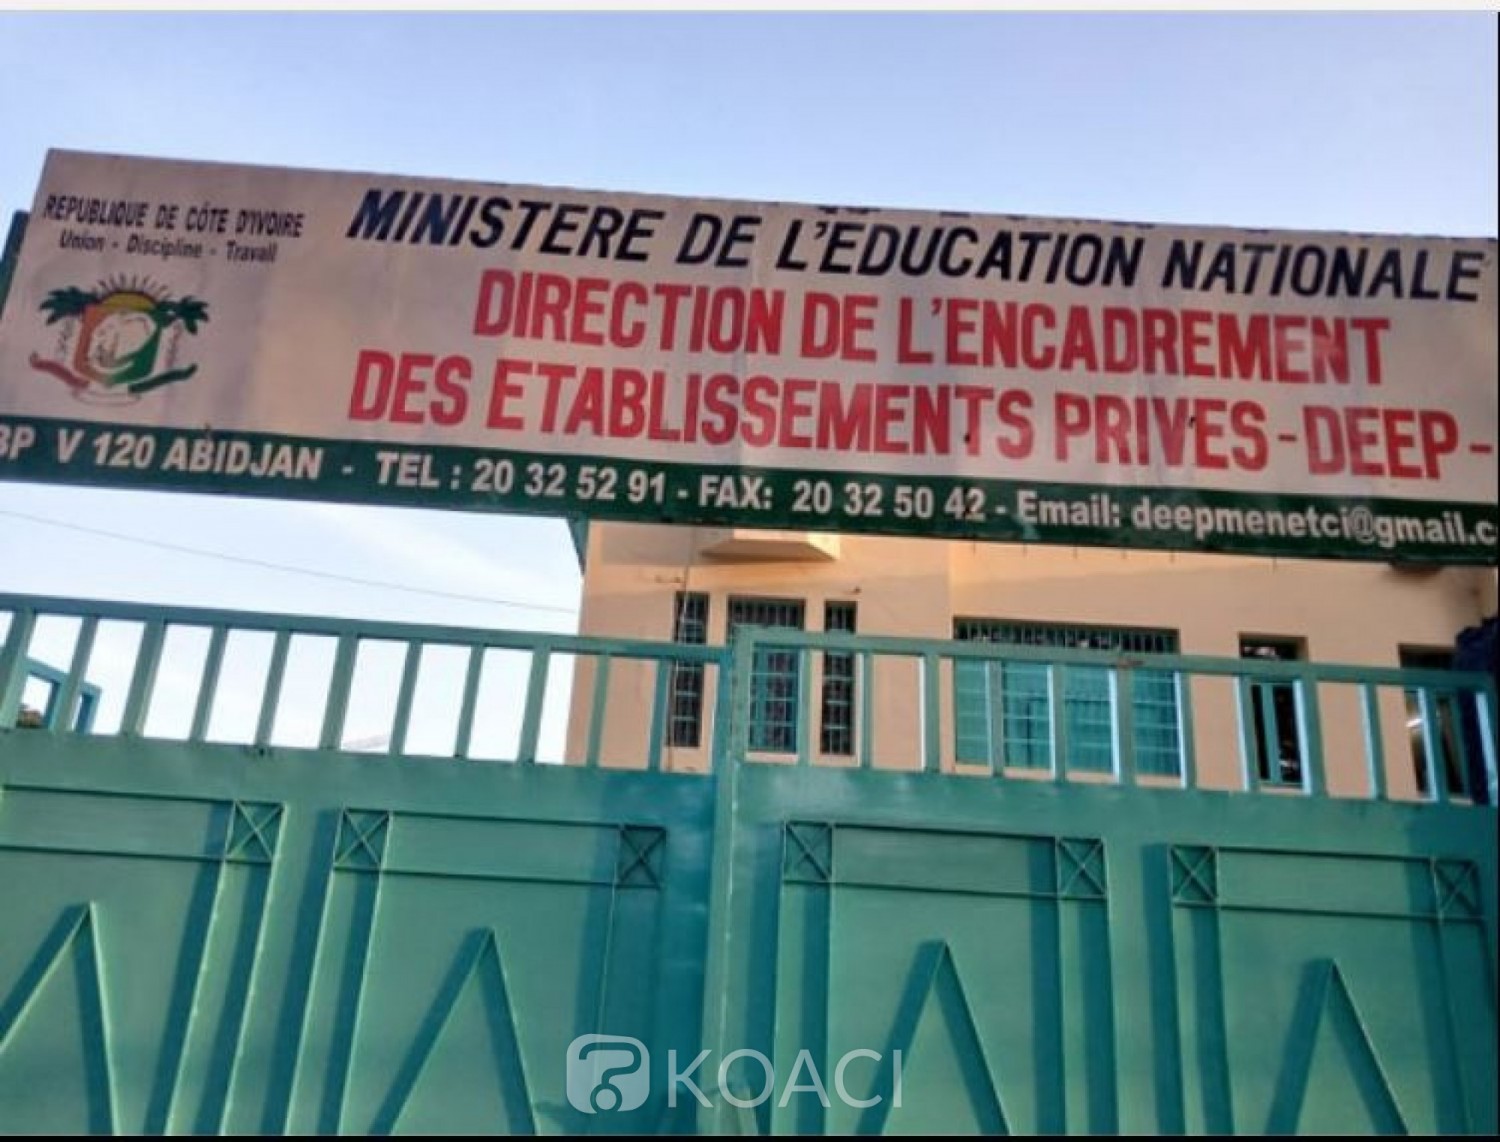 REPUBLIQUE DE CÔTE D'IVOIRE
Union - Discipline - Travail
MINISTERE DE L'EDUCATION NATIONALE
DIRECTION DE L'ENCADREMENT
DES ETABLISSEMENTS PRIVES - DEEP -
BP V 120 ABIDJAN - TEL : 20 32 52 91 - FAX: 20 32 50 42 - Email: deepmenetci@gmail.c
KOACI